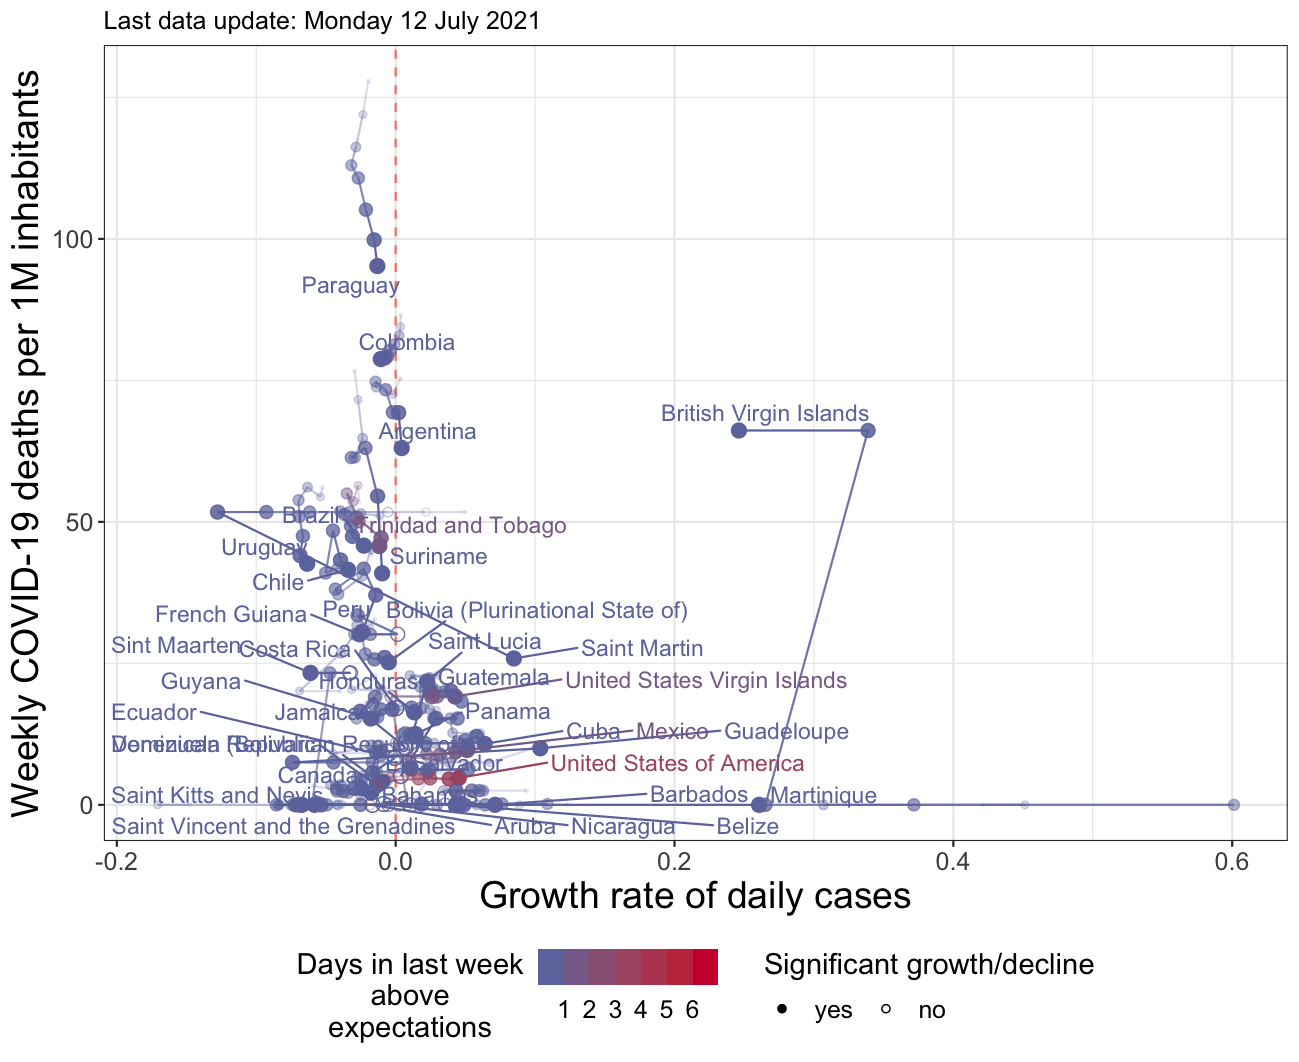 Last data update: Monday 12 July 2021
Weekly COVID-19 deaths per 1M inhabitants
100
50
0
Paraguay
Colombia
British Virgin Islands
Argentina
Brazil
Trinidad and Tobago
Uruguay
Suriname
Chile
French Guiana
Peru
Bolivia (Plurinational State of)
Sint Maarten
Costa Rica
Saint Lucia
Saint Martin
Guyana
Honduras
Guatemala
United States Virgin Islands
Ecuador
Jamaica
Panama
Cuba
Mexico
Guadeloupe
Canada
El Salvador
United States of America
Saint Kitts and Nevis
Bahamas
Barbados
Martinique
Saint Vincent and the Grenadines
Aruba
Nicaragua
Belize
-0.2
0.0
0.2
0.4
0.6
Growth rate of daily cases
Days in last week
above
expectations
1 2 3 4 5 6
Significant growth/decline
yes
no